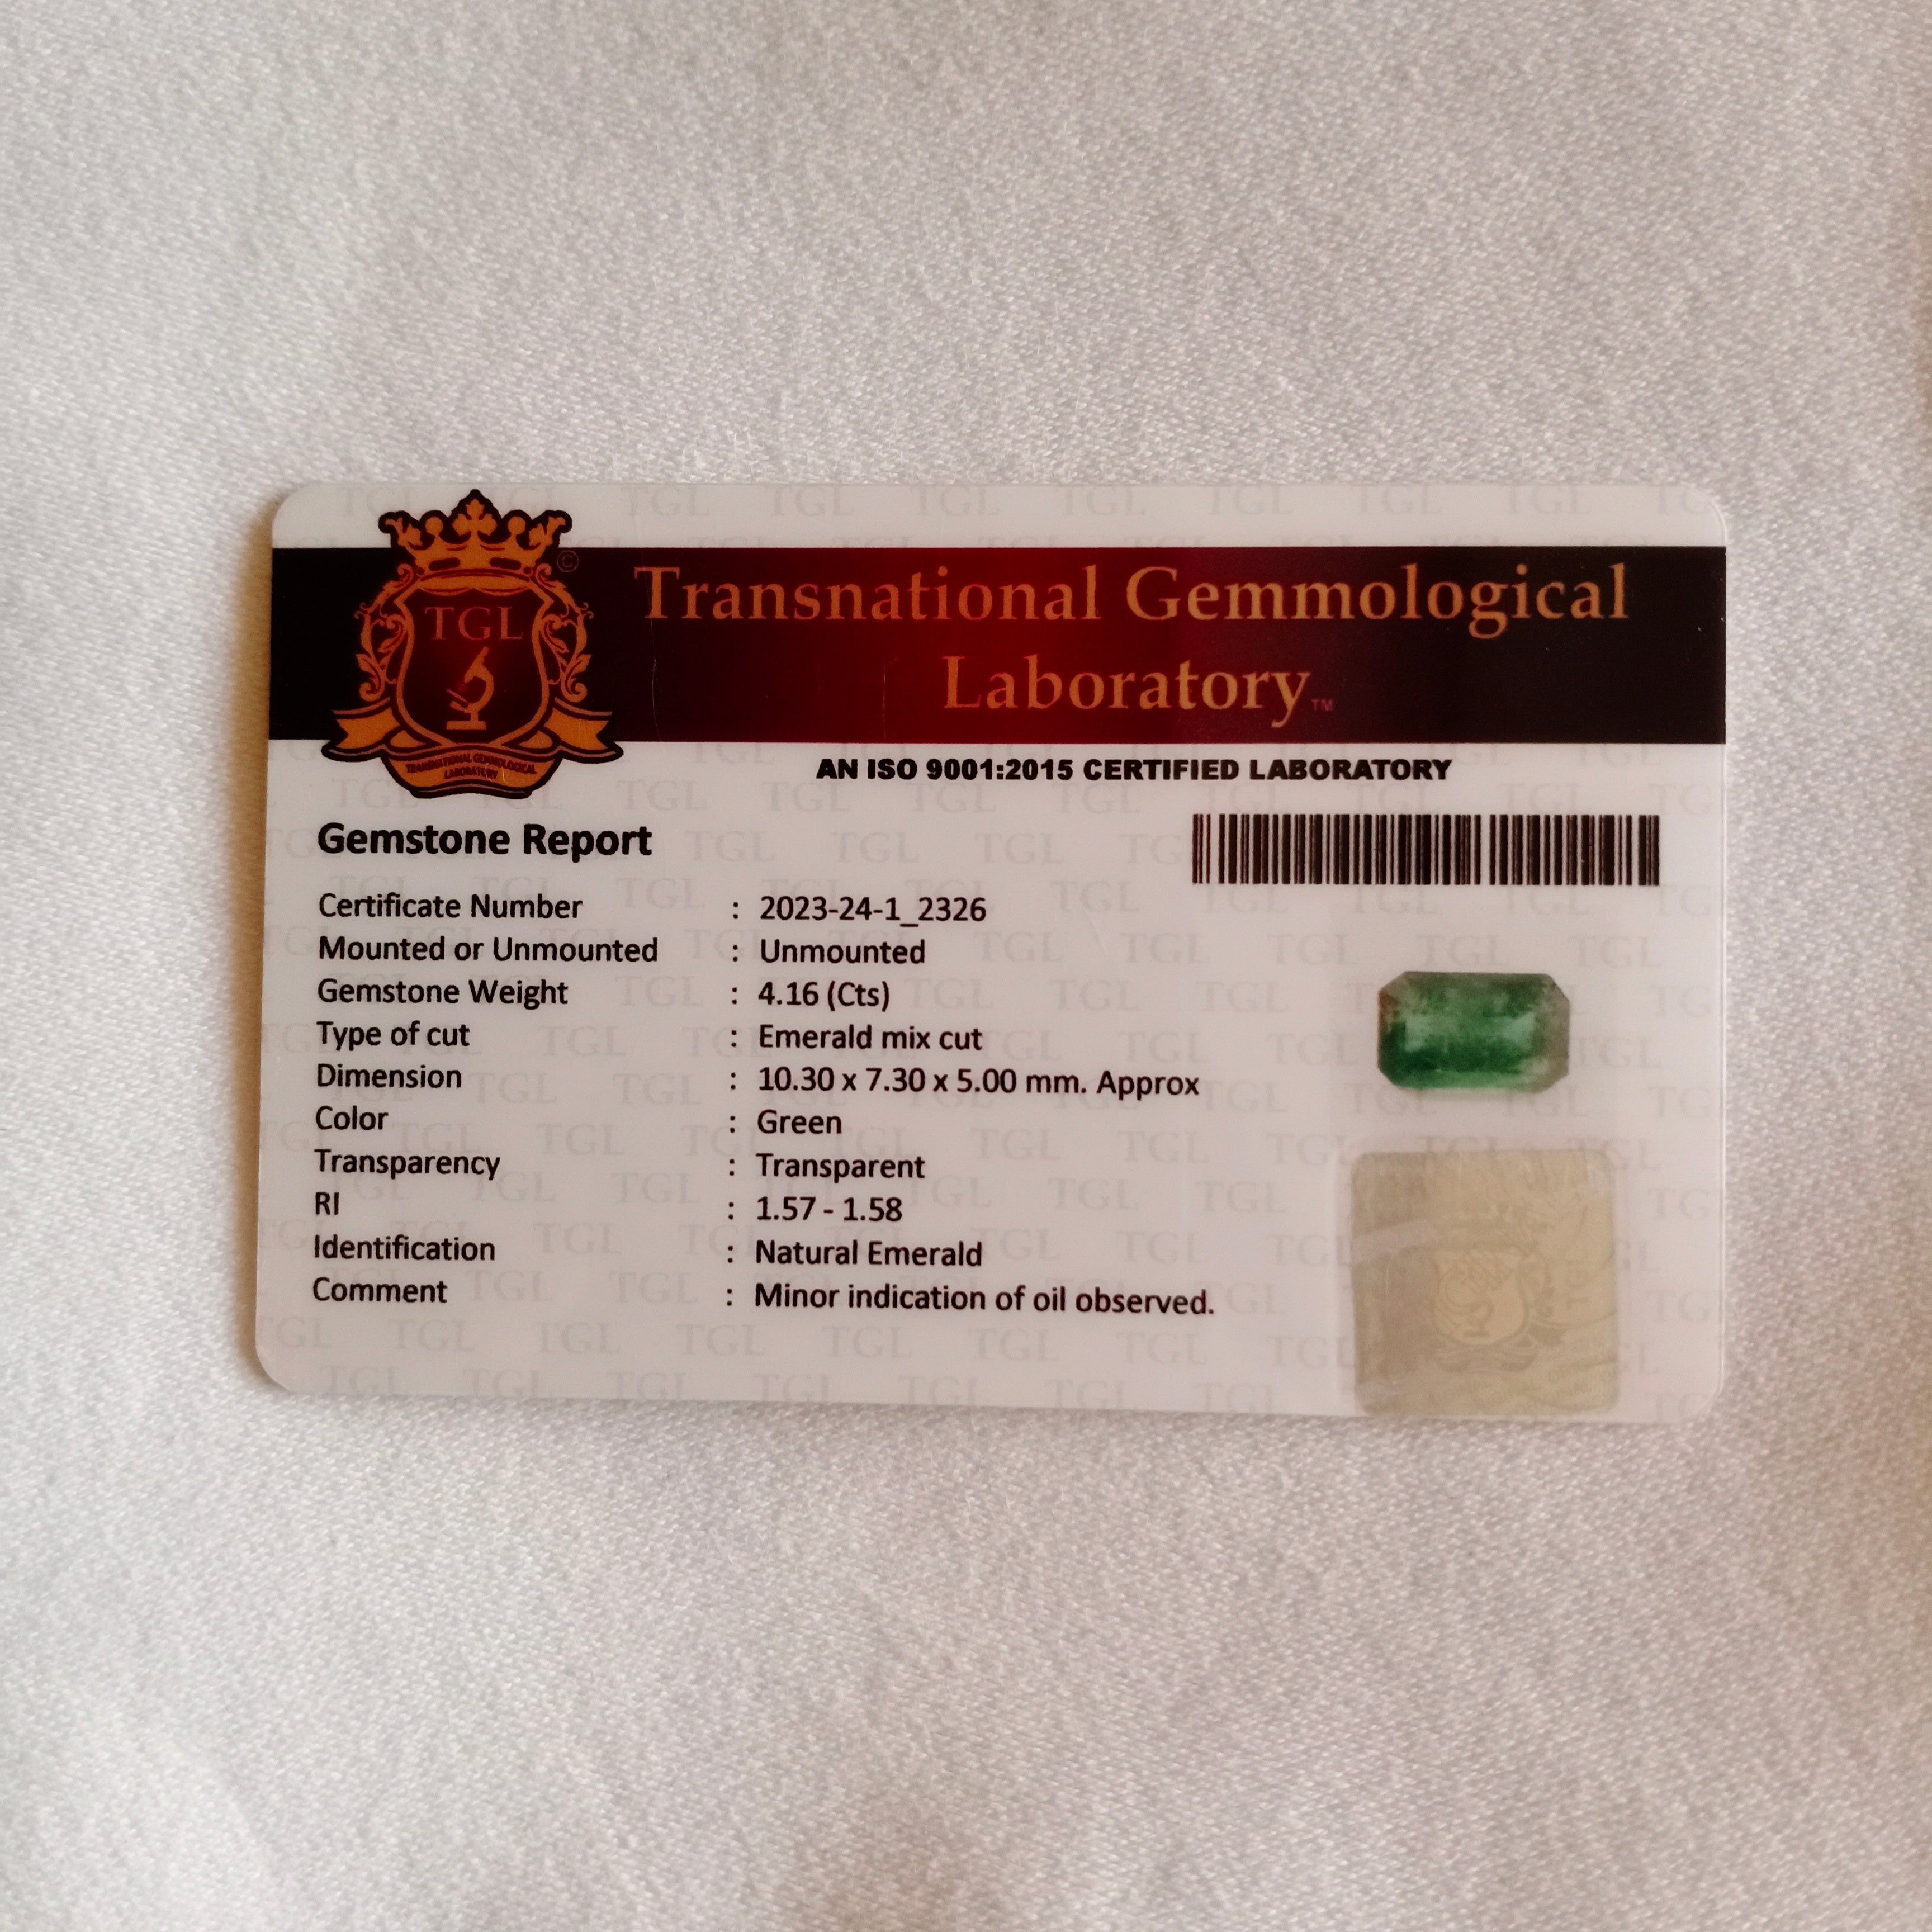 TGL
©
TRANSNATIONAL GEMMOLOGICAL
LABORATORY
Transnational Gemmological
Laboratory™
AN ISO 9001:2015 CERTIFIED LABORATORY
Gemstone Report
Certificate Number : 2023-24-1_2326
Mounted or Unmounted : Unmounted
Gemstone Weight : 4.16 (Cts)
Type of cut : Emerald mix cut
Dimension : 10.30 x 7.30 x 5.00 mm. Approx
Color : Green
Transparency : Transparent
RI : 1.57 - 1.58
Identification : Natural Emerald
Comment : Minor indication of oil observed.